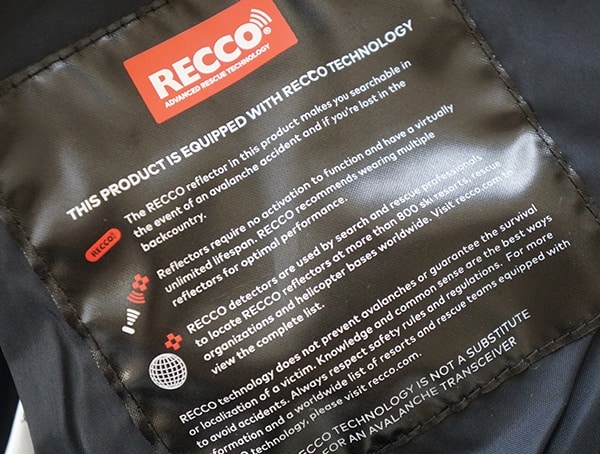 RECCO®
ADVANCED RESCUE TECHNOLOGY
THIS PRODUCT IS EQUIPPED WITH RECCO TECHNOLOGY
The RECCO reflector in this product makes you searchable in
the event of an avalanche accident and if you're lost in the
backcountry.
RECCO
Reflectors require no activation to function and have a virtually
unlimited lifespan. RECCO recommends wearing multiple
reflectors for optimal performance.
RECCO detectors are used by search and rescue professionals
to locate RECCO reflectors at more than 800 ski resorts, rescue
organizations and helicopter bases worldwide. Visit recco.com to
view the complete list.
RECCO technology does not prevent avalanches or guarantee the survival
or localization of a victim. Knowledge and common sense are the best ways
to avoid accidents. Always respect safety rules and regulations. For more
formation and a worldwide list of resorts and rescue teams equipped with
technology, please visit recco.com.
ECCO TECHNOLOGY IS NOT A SUBSTITUTE
FOR AN AVALANCHE TRANSCEIVER